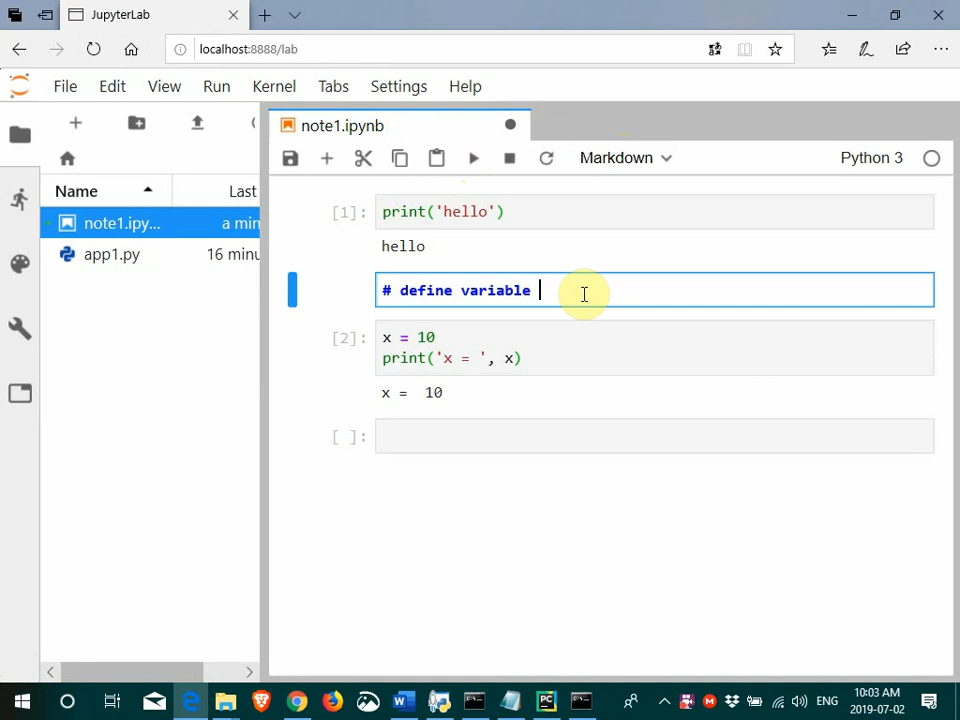 JupyterLab
localhost:8888/lab
File Edit View Run Kernel Tabs Settings Help
note1.ipynb
Markdown
Python 3
Name
Last
note1.ipy...
a min
app1.py
16 minu
[1]:
print('hello')
hello
# define variable
[2]:
x = 10
print('x = ', x)
x =  10
[ ]:
ENG
10:03 AM
2019-07-02